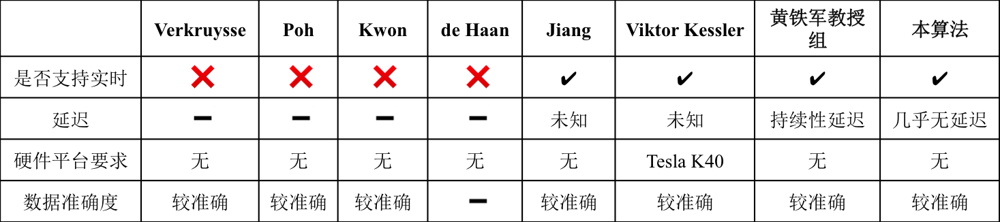 Verkruysse Poh Kwon de Haan Jiang Viktor Kessler 黄铁军教授组 本算法
是否支持实时 ❌ ❌ ❌ ❌ ✔ ✔ ✔ ✔
延迟 － － － － 未知 未知 持续性延迟 几乎无延迟
硬件平台要求 无 无 无 无 无 Tesla K40 无 无
数据准确度 较准确 较准确 较准确 － 较准确 较准确 较准确 较准确